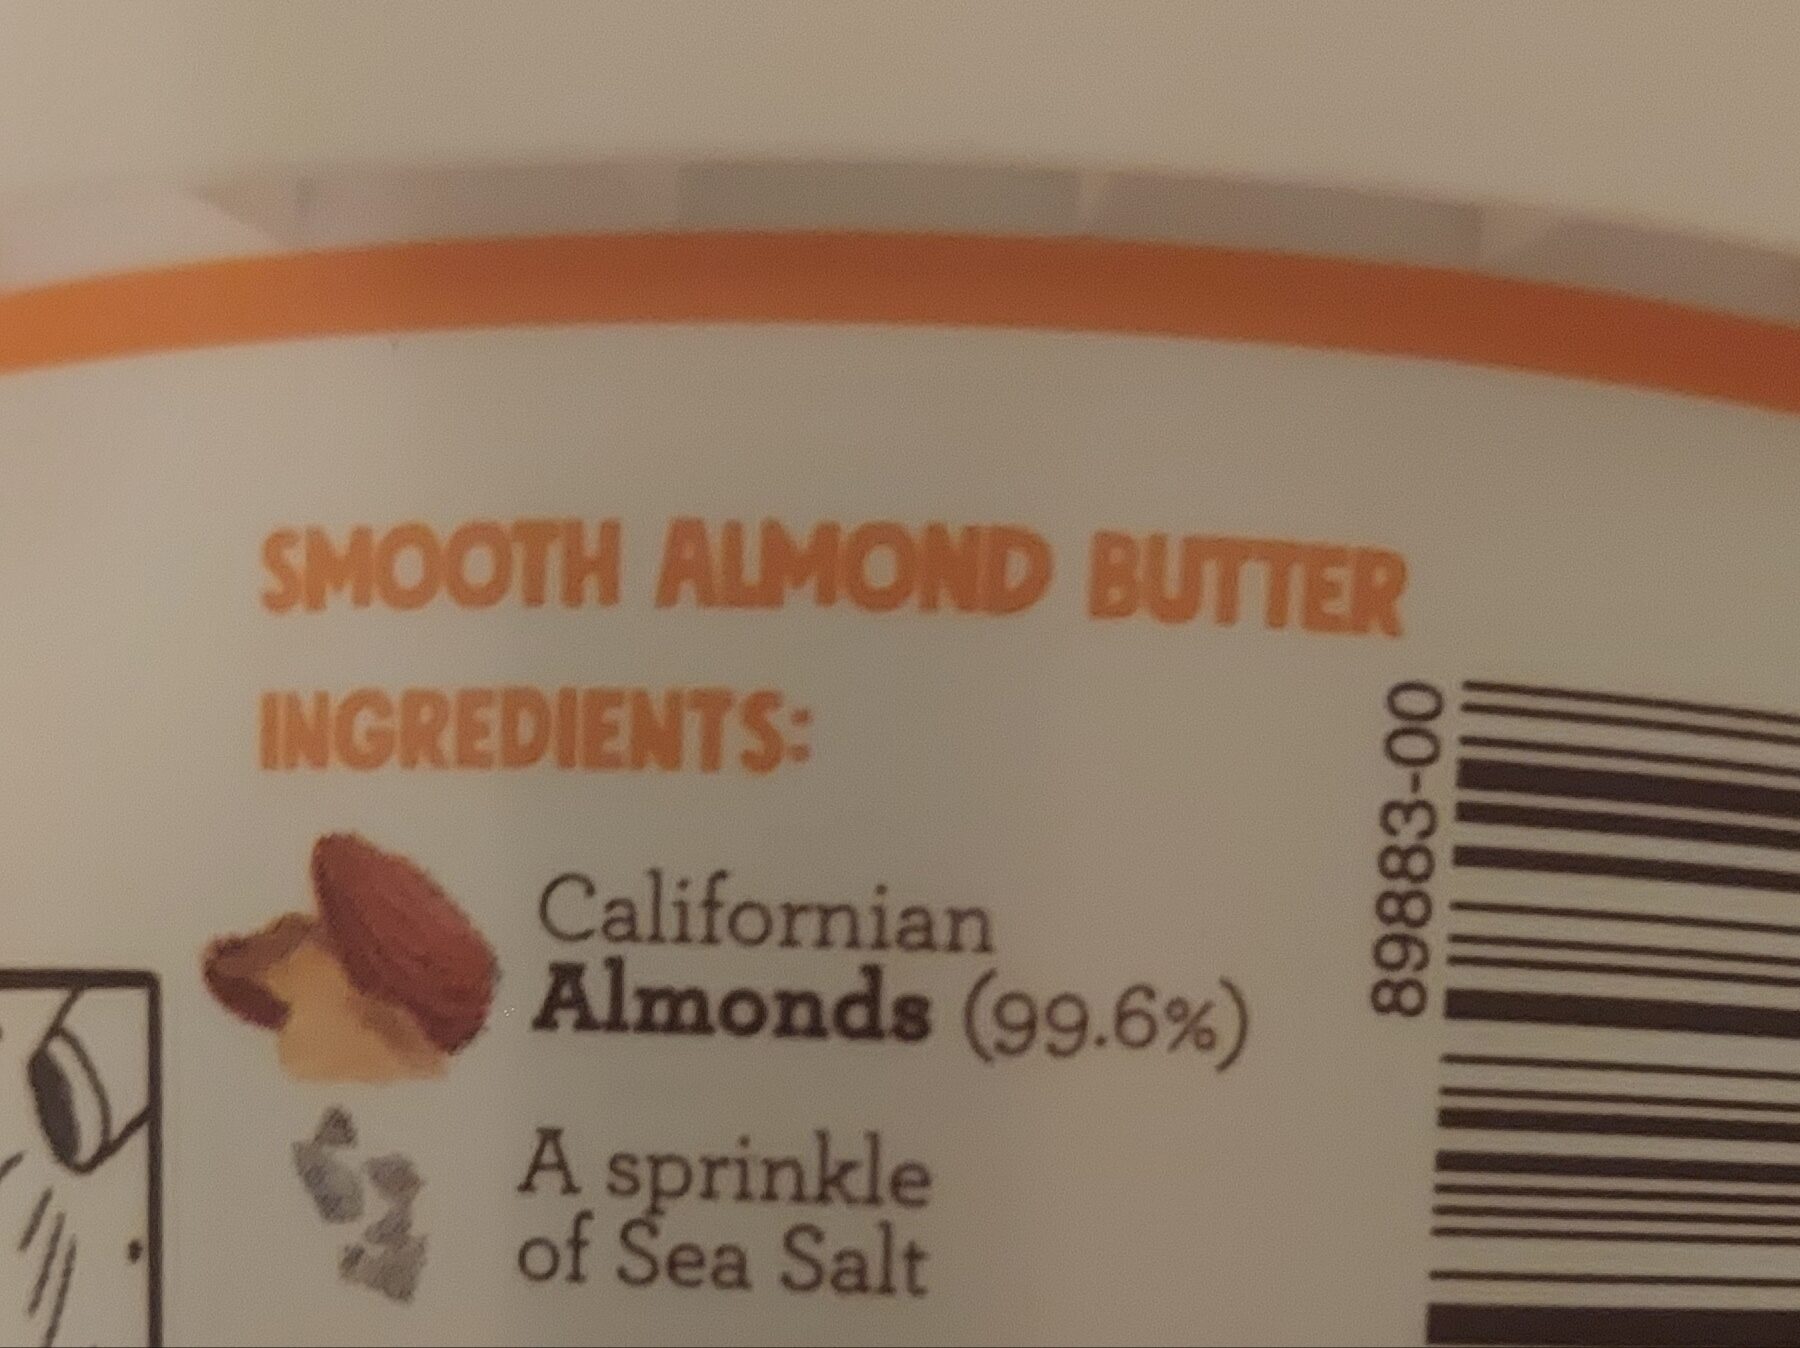 SMOOTH ALMOND BUTTER
INGREDIENTS:
Californian
Almonds (99.6%)
A sprinkle
of Sea Salt
89883-00